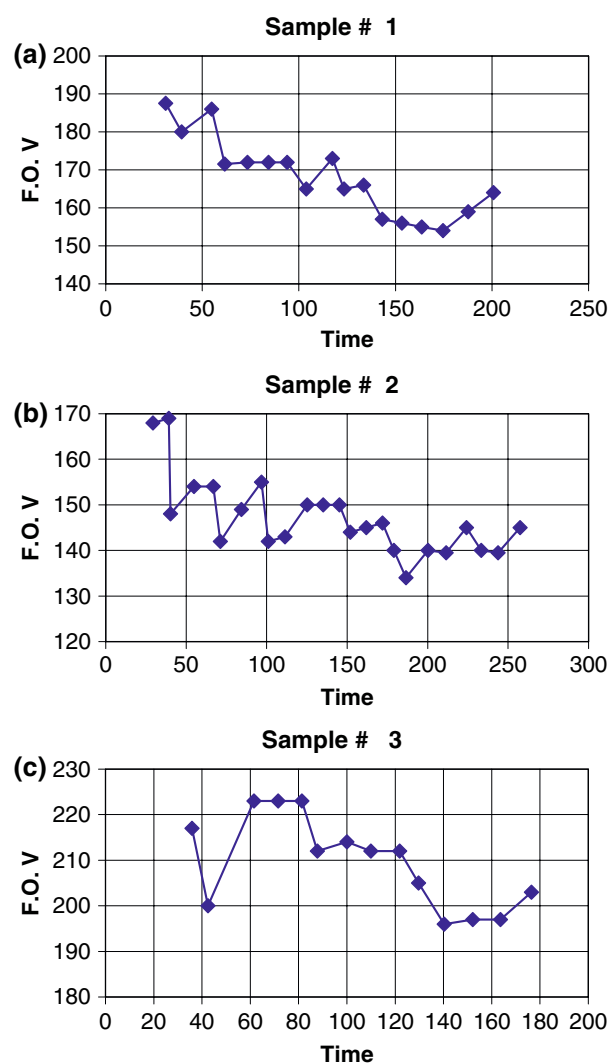 Sample # 1
(a)
200
190
180
170
160
150
140
F.O. V
0 50 100 150 200 250
Time
Sample # 2
(b)
170
160
150
140
130
120
F.O. V
0 50 100 150 200 250 300
Time
Sample # 3
(c)
230
220
210
200
190
180
F.O. V
0 20 40 60 80 100 120 140 160 180 200
Time